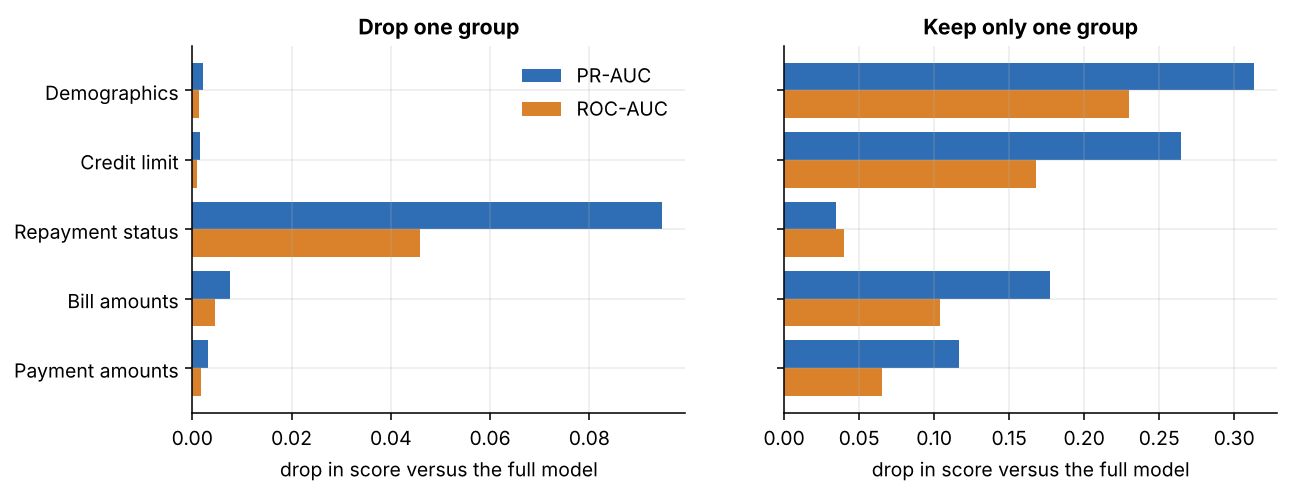 Drop one group
Keep only one group
PR-AUC
ROC-AUC
Demographics
Credit limit
Repayment status
Bill amounts
Payment amounts
0.00 0.02 0.04 0.06 0.08
drop in score versus the full model
0.00 0.05 0.10 0.15 0.20 0.25 0.30
drop in score versus the full model